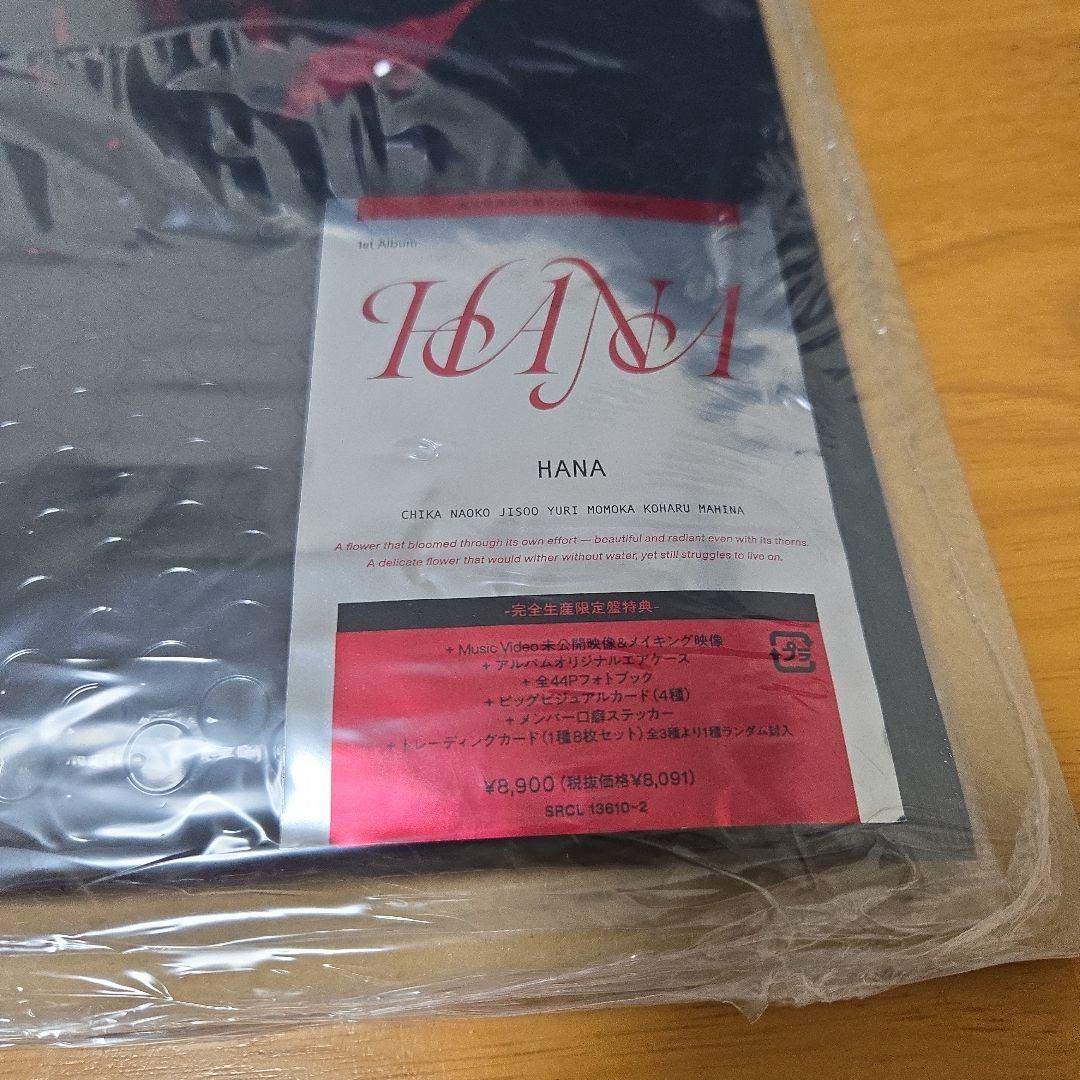 1st Album
HANA
HANA
CHIKA NAOKO JISOO YURI MOMOKA KOHARU MAHINA
A flower that bloomed through its own effort — beautiful and radiant even with its thorns.
A delicate flower that would wither without water, yet still struggles to live on.
-完全生産限定盤特典-
+ Music Video未公開映像&メイキング映像
+ アルバムオリジナルエアケース
+ 全44Pフォトブック
+ ビッグビジュアルカード(4種)
+ メンバー口癖ステッカー
+ トレーディングカード(1種8枚セット)全3種より1種ランダム封入
プラ
¥8,900(税抜価格¥8,091)
SRCL 13610~2